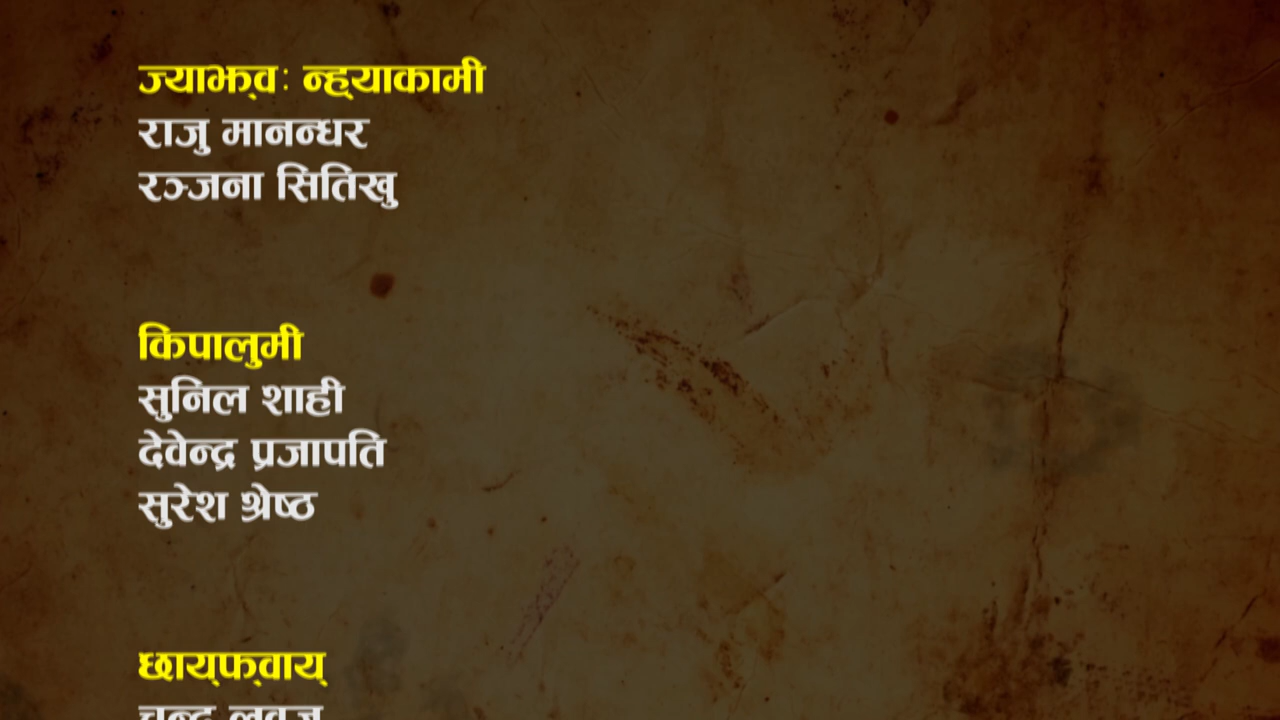 ज्याझ्वः न्ह्याकामी
राजु मानन्धर
रञ्जना सितिखु
किपालुमी
सुनिल शाही
देवेन्द्र प्रजापति
सुरेश श्रेष्ठ
छाय्‌फ्वाय्